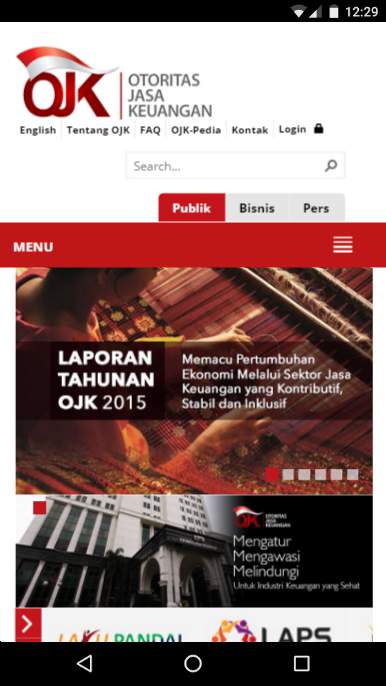 12:29
OJK
OTORITAS
JASA
KEUANGAN
English Tentang OJK FAQ OJK-Pedia Kontak Login
Search...
Publik Bisnis Pers
MENU
LAPORAN
TAHUNAN
OJK 2015
Memacu Pertumbuhan
Ekonomi Melalui Sektor Jasa
Keuangan yang Kontributif,
Stabil dan Inklusif
OJK
OTORITAS
JASA
KEUANGAN
Mengatur
Mengawasi
Melindungi
Untuk Industri Keuangan yang Sehat
LAKU PANDAI
LAPS